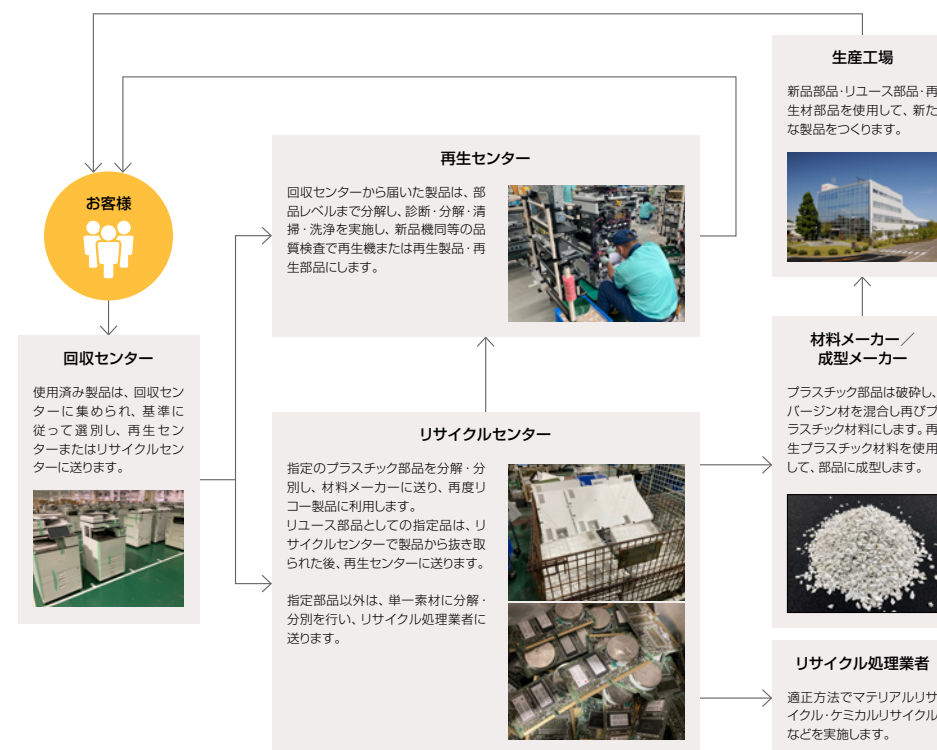 お客様
回収センター
使用済み製品は、回収セン
ターに集められ、基準に
従って選別し、再生セン
ターまたはリサイクルセン
ターに送ります。
再生センター
回収センターから届いた製品は、部
品レベルまで分解し、診断・分解・清
掃・洗浄を実施し、新品機同等の品
質検査で再生機または再生製品・再
生部品にします。
リサイクルセンター
指定のプラスチック部品を分解・分
別し、材料メーカーに送り、再度リ
コー製品に利用します。
リユース部品としての指定品は、リ
サイクルセンターで製品から抜き取
られた後、再生センターに送ります。
指定部品以外は、単一素材に分解・
分別を行い、リサイクル処理業者に
送ります。
生産工場
新品部品・リユース部品・再
生材部品を使用して、新た
な製品をつくります。
材料メーカー／
成型メーカー
プラスチック部品は破砕し、
バージン材を混合し再びプ
ラスチック材料にします。再
生プラスチック材料を使用
して、部品に成型します。
リサイクル処理業者
適正方法でマテリアルリサ
イクル・ケミカルリサイクル
などを実施します。